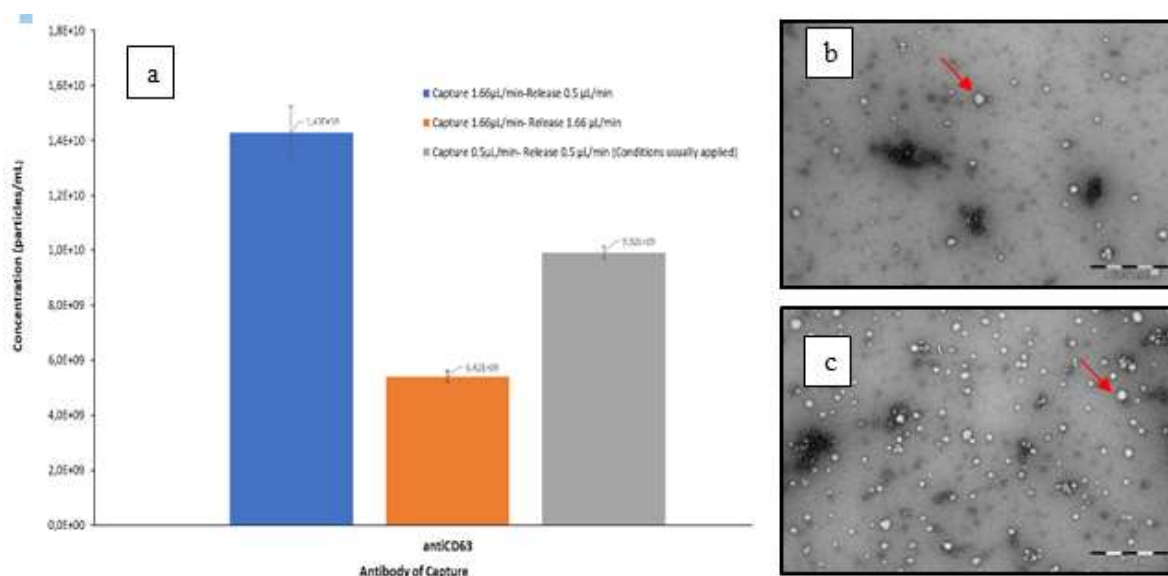 a
1,8E+10
1,6E+10
1,4E+10
1,2E+10
1,0E+10
8,0E+09
6,0E+09
4,0E+09
2,0E+09
0,0E+00
Concentration (particles/mL)
Capture 1.66µL/min-Release 0.5 µL/min
Capture 1.66µL/min- Release 1.66 µL/min
Capture 0.5µL/min- Release 0.5 µL/min (Conditions usually applied)
antiCD63
Antibody of Capture
b
c